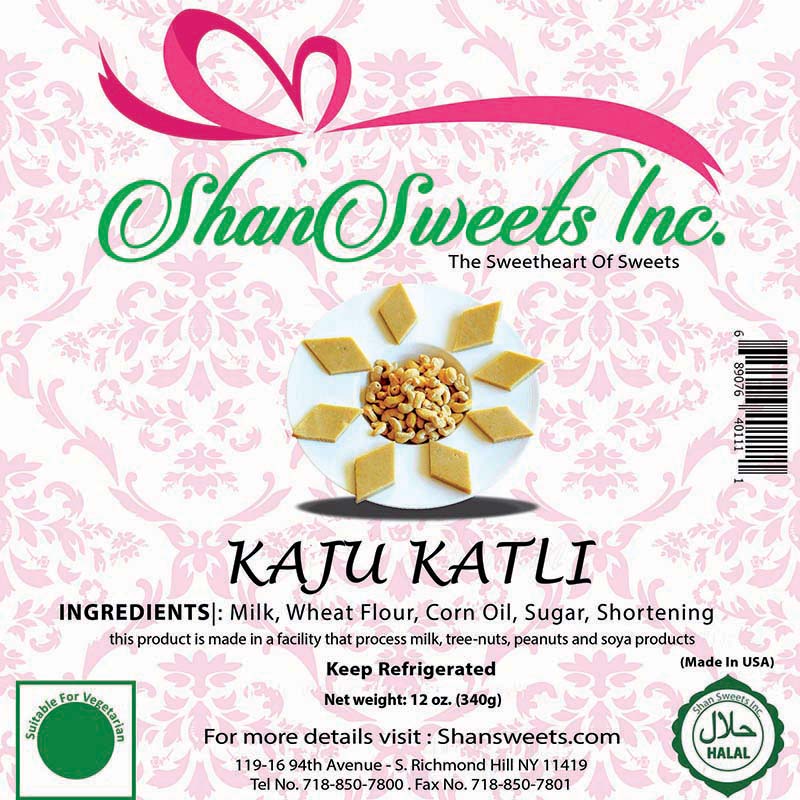 ShanSweets Inc.
The Sweetheart Of Sweets
6 89076 40111 1
KAJU KATLI
INGREDIENTS|: Milk, Wheat Flour, Corn Oil, Sugar, Shortening
this product is made in a facility that process milk, tree-nuts, peanuts and soya products
Keep Refrigerated
(Made In USA)
Net weight: 12 oz. (340g)
Suitable For Vegetarian
For more details visit : Shansweets.com
119-16 94th Avenue - S. Richmond Hill NY 11419
Tel No. 718-850-7800 . Fax No. 718-850-7801
Shan Sweets Inc.
حلال
HALAL